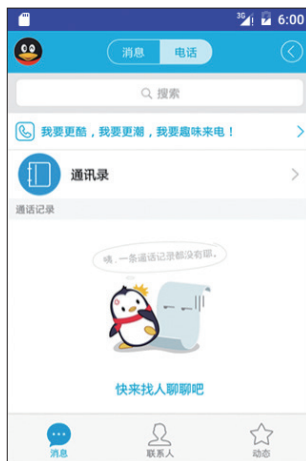 3G 6:00
消息 电话
搜索
我要更酷，我要更潮，我要趣味来电！
通讯录
通话记录
咦，一条通话记录都没有耶。
快来找人聊聊吧
消息 联系人 动态